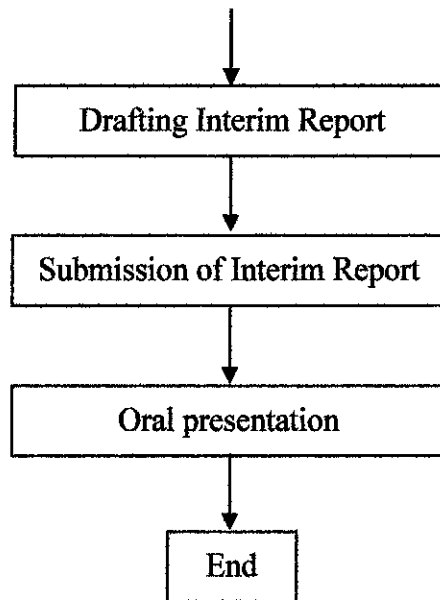 Drafting Interim Report
Submission of Interim Report
Oral presentation
End